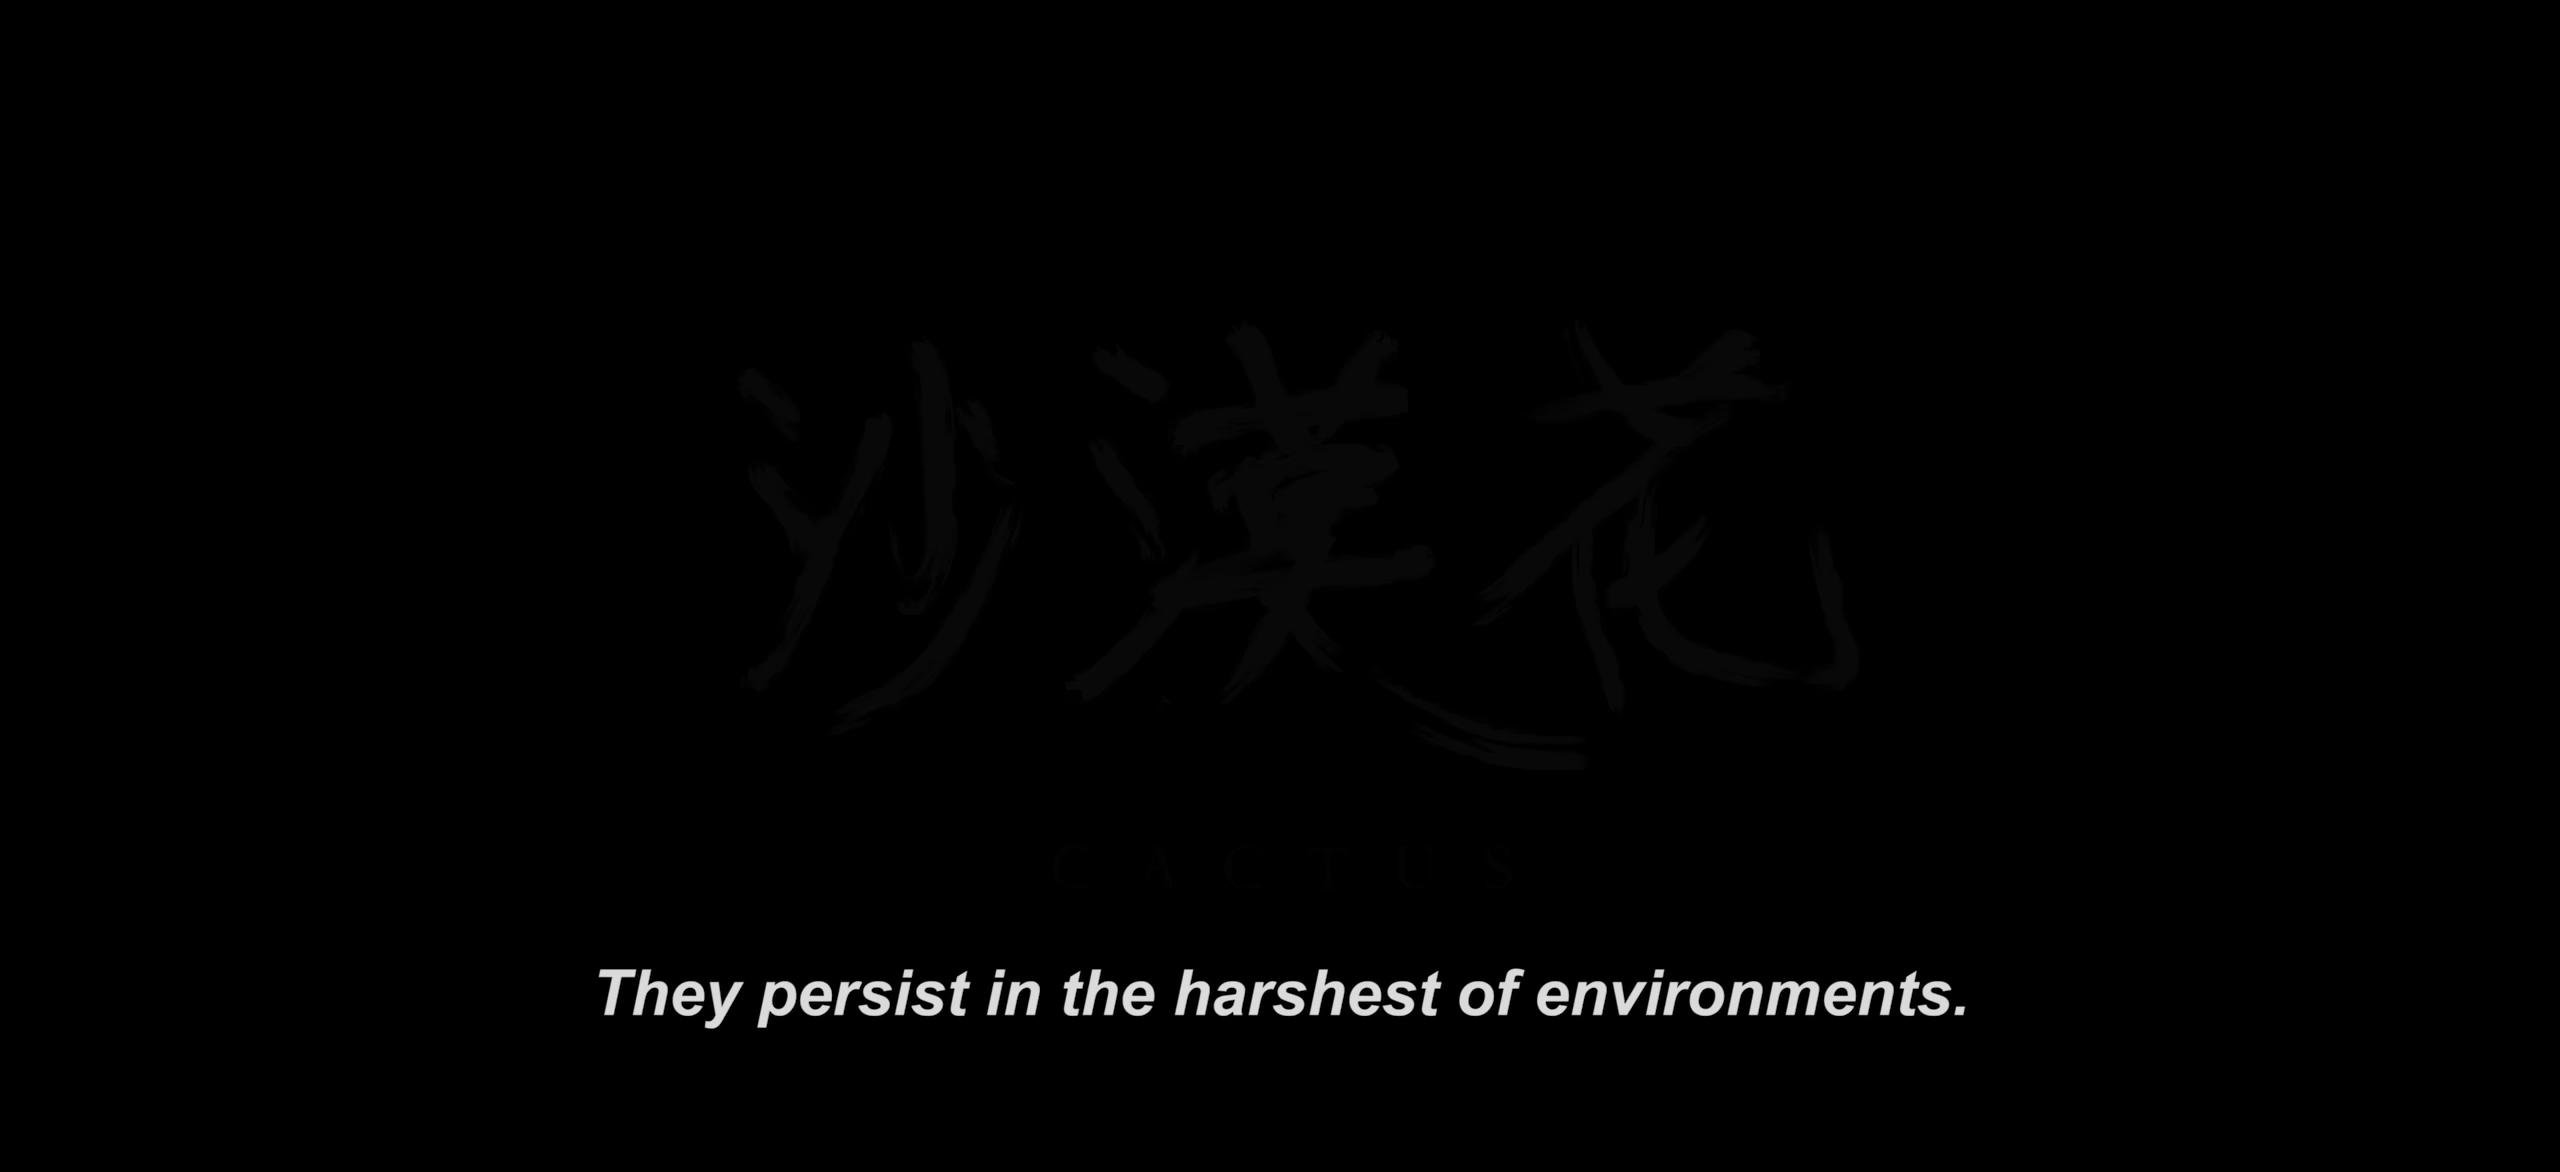 沙漠花
CACTUS
They persist in the harshest of environments.